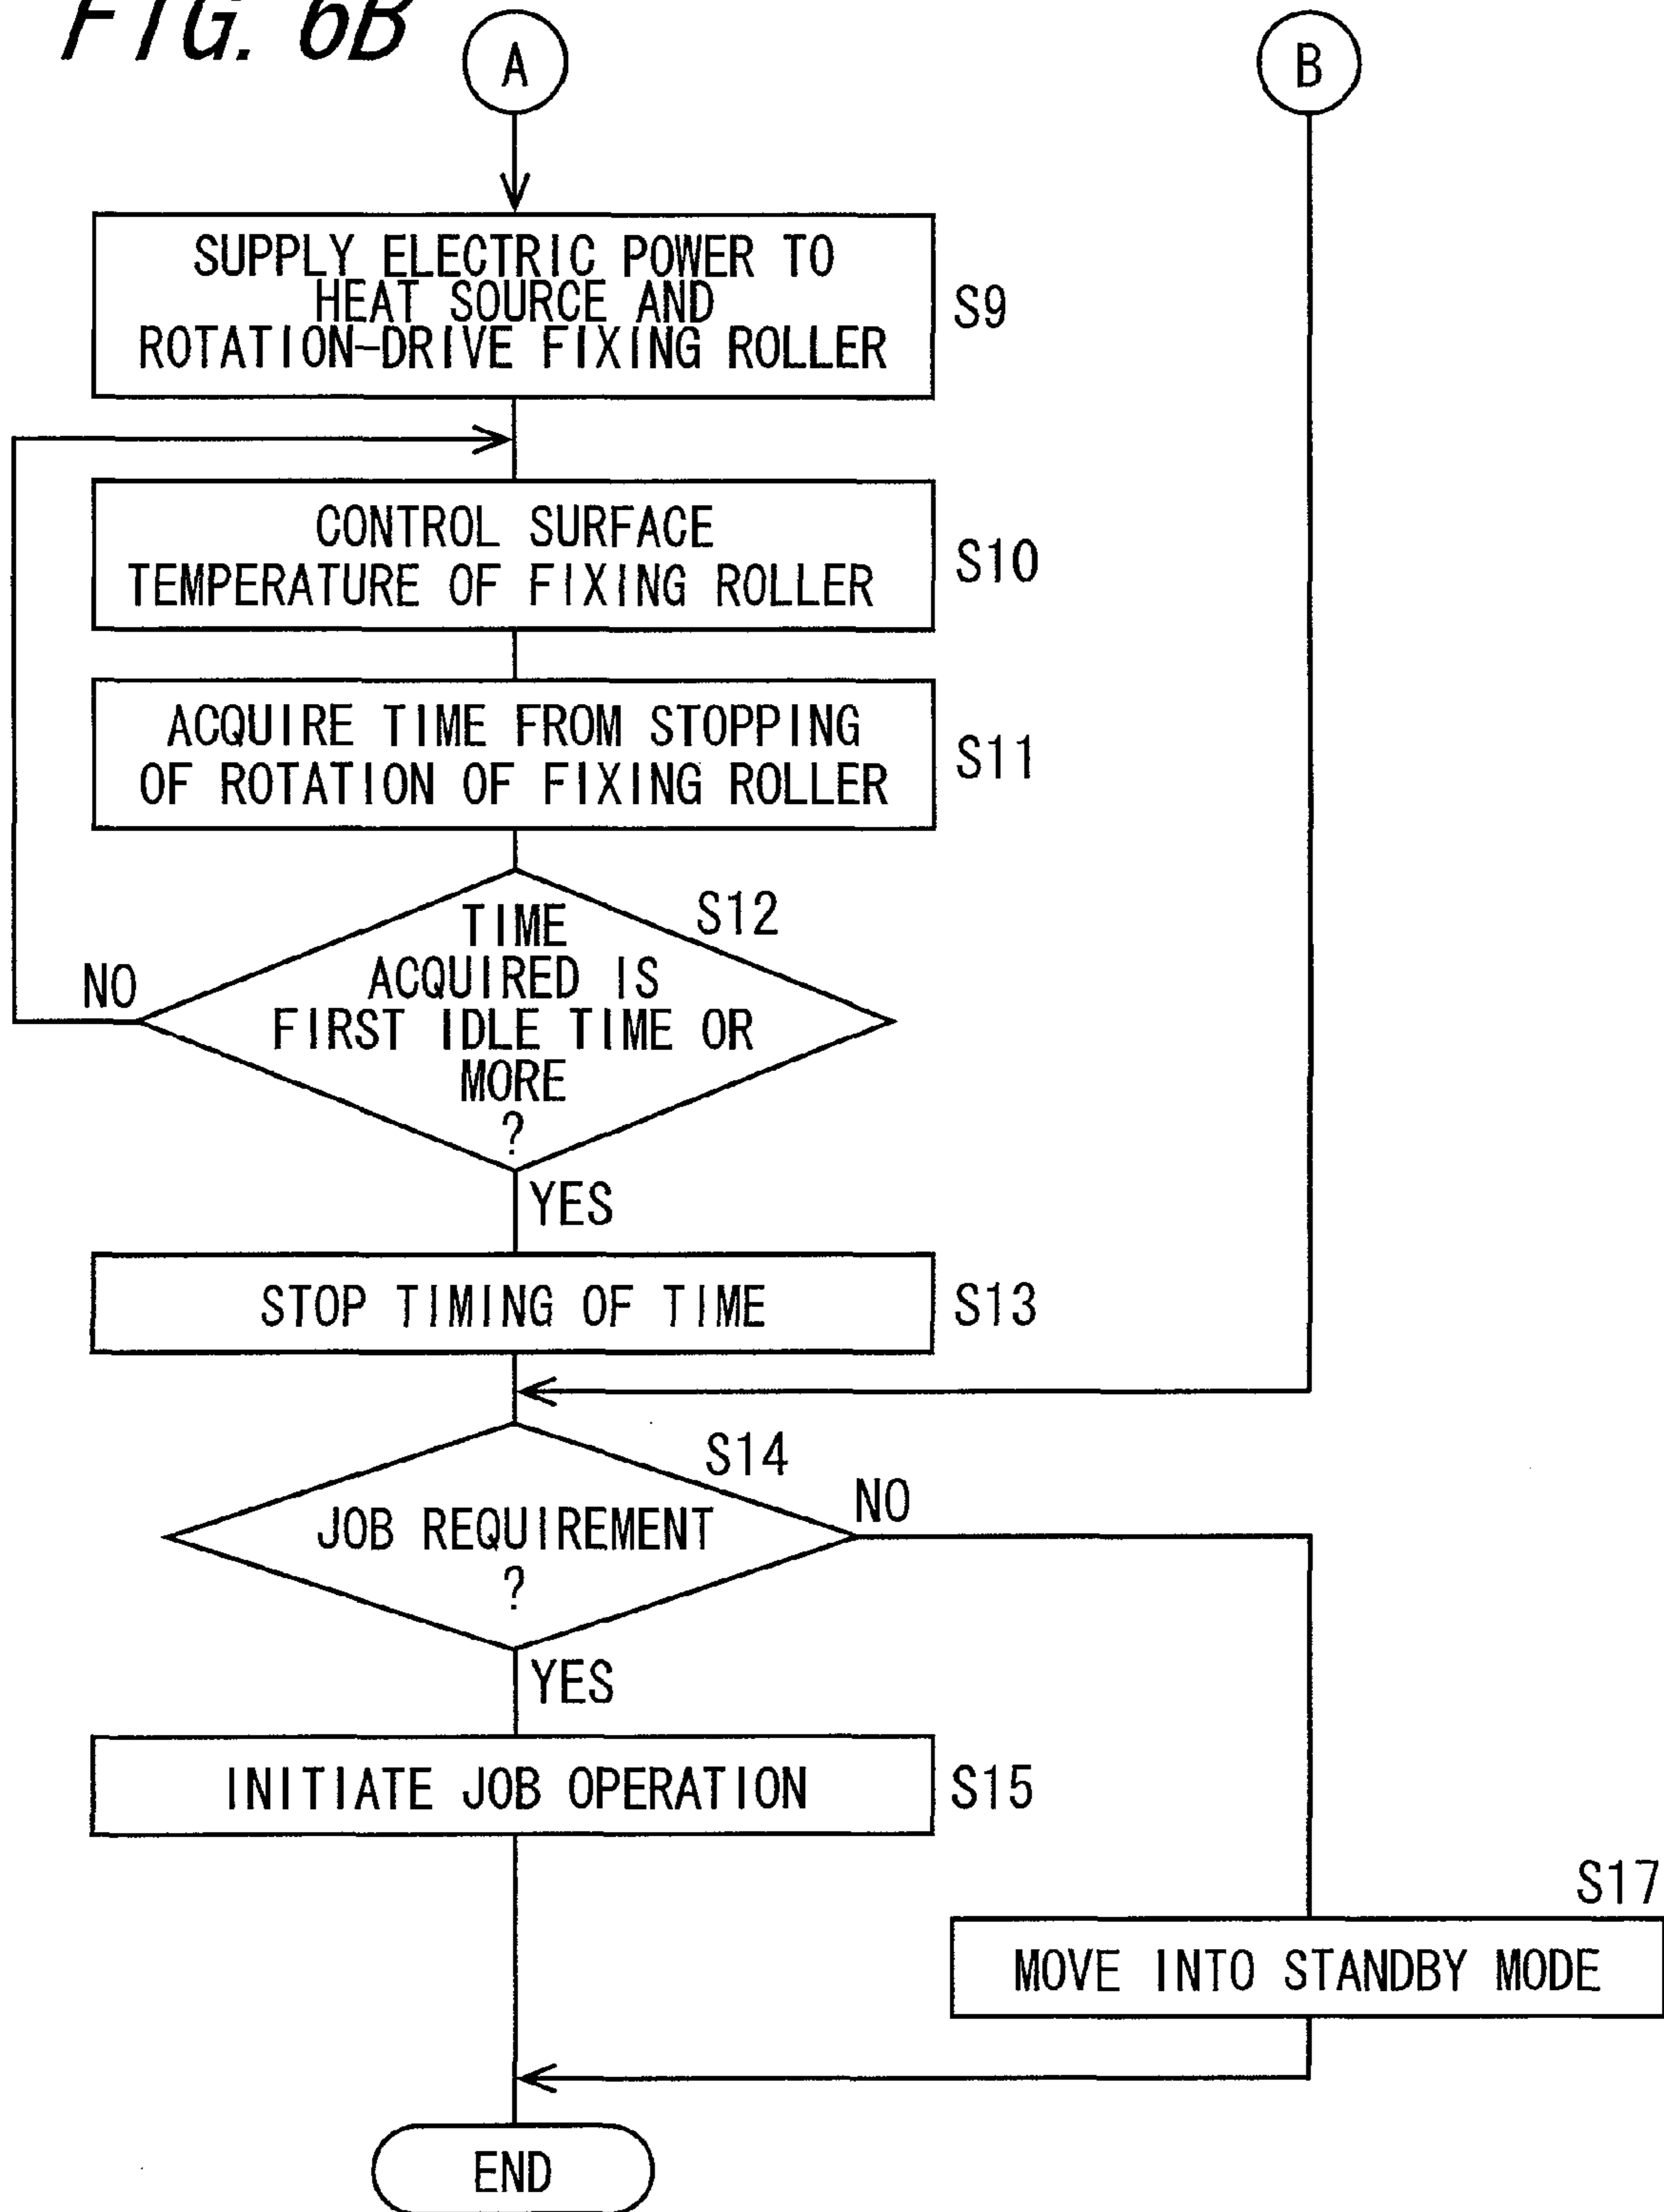 FIG. 6B
A
B
SUPPLY ELECTRIC POWER TO
HEAT SOURCE AND
ROTATION-DRIVE FIXING ROLLER
S9
CONTROL SURFACE
TEMPERATURE OF FIXING ROLLER
S10
ACQUIRE TIME FROM STOPPING
OF ROTATION OF FIXING ROLLER
S11
S12
TIME
ACQUIRED IS
FIRST IDLE TIME OR
MORE
?
NO
YES
STOP TIMING OF TIME
S13
S14
JOB REQUIREMENT
?
NO
YES
INITIATE JOB OPERATION
S15
S17
MOVE INTO STANDBY MODE
END